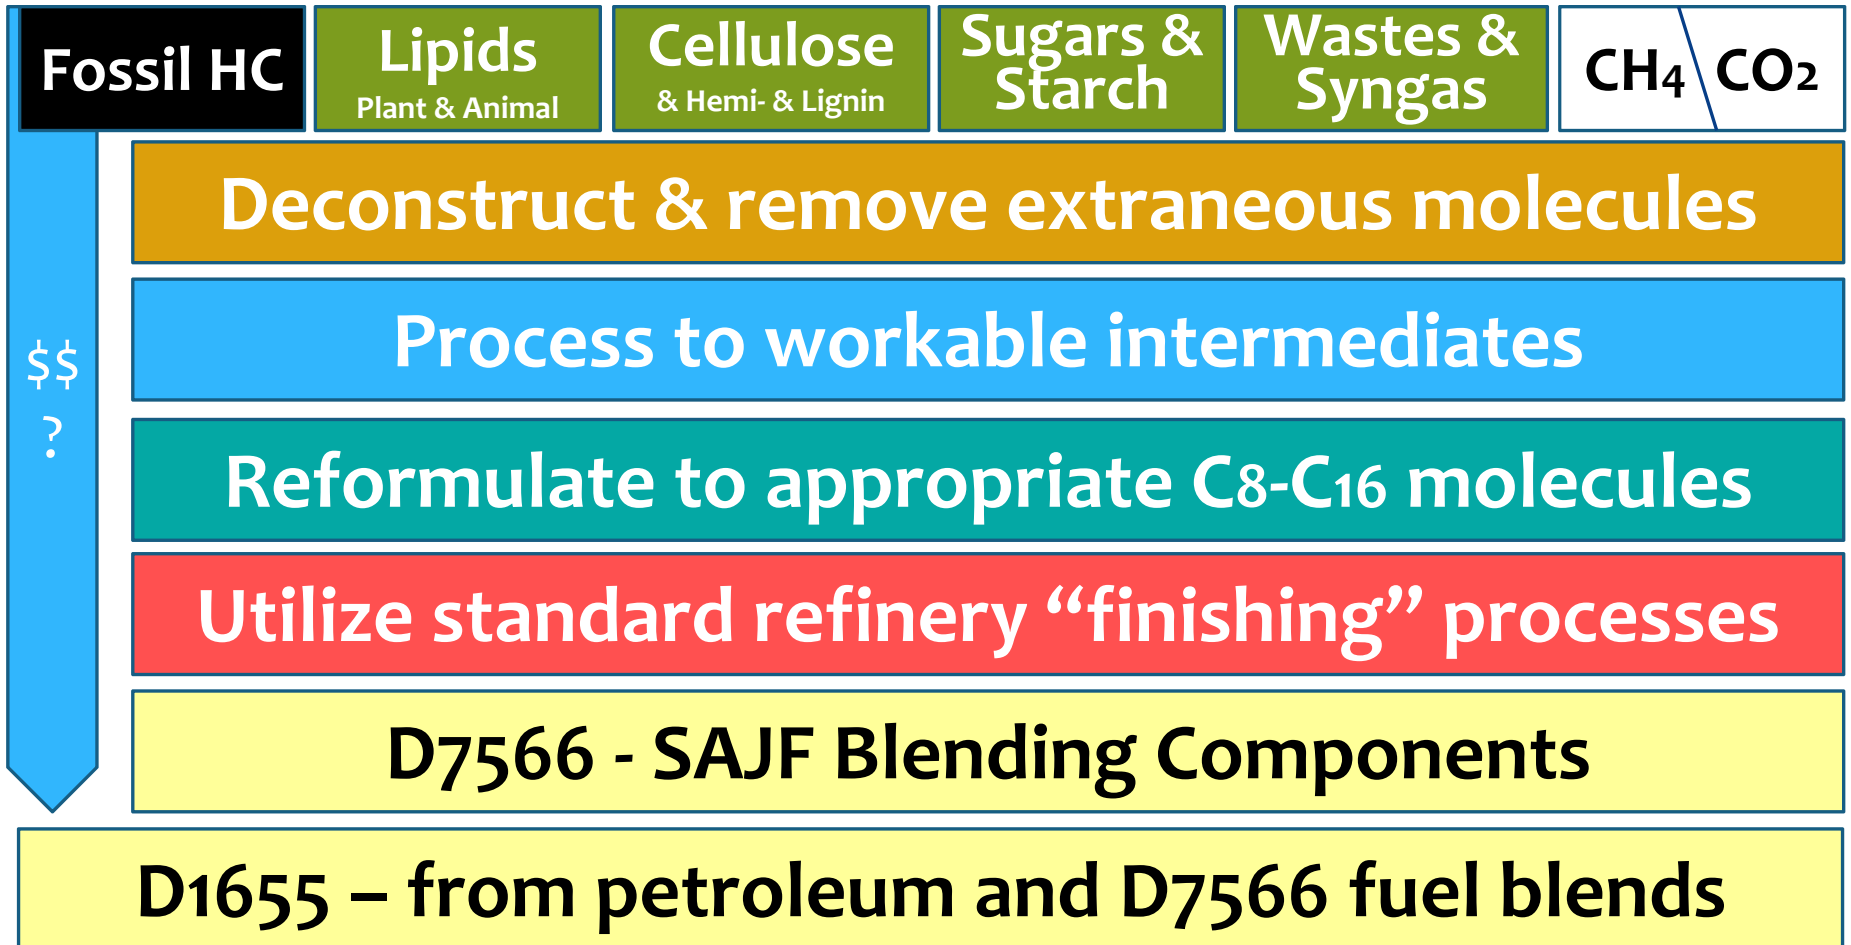 Fossil HC
Lipids
Plant & Animal
Cellulose
& Hemi- & Lignin
Sugars &
Starch
Wastes &
Syngas
CH4
CO2
Deconstruct & remove extraneous molecules
Process to workable intermediates
$$
?
Reformulate to appropriate C8-C16 molecules
Utilize standard refinery “finishing” processes
D7566 - SAJF Blending Components
D1655 – from petroleum and D7566 fuel blends